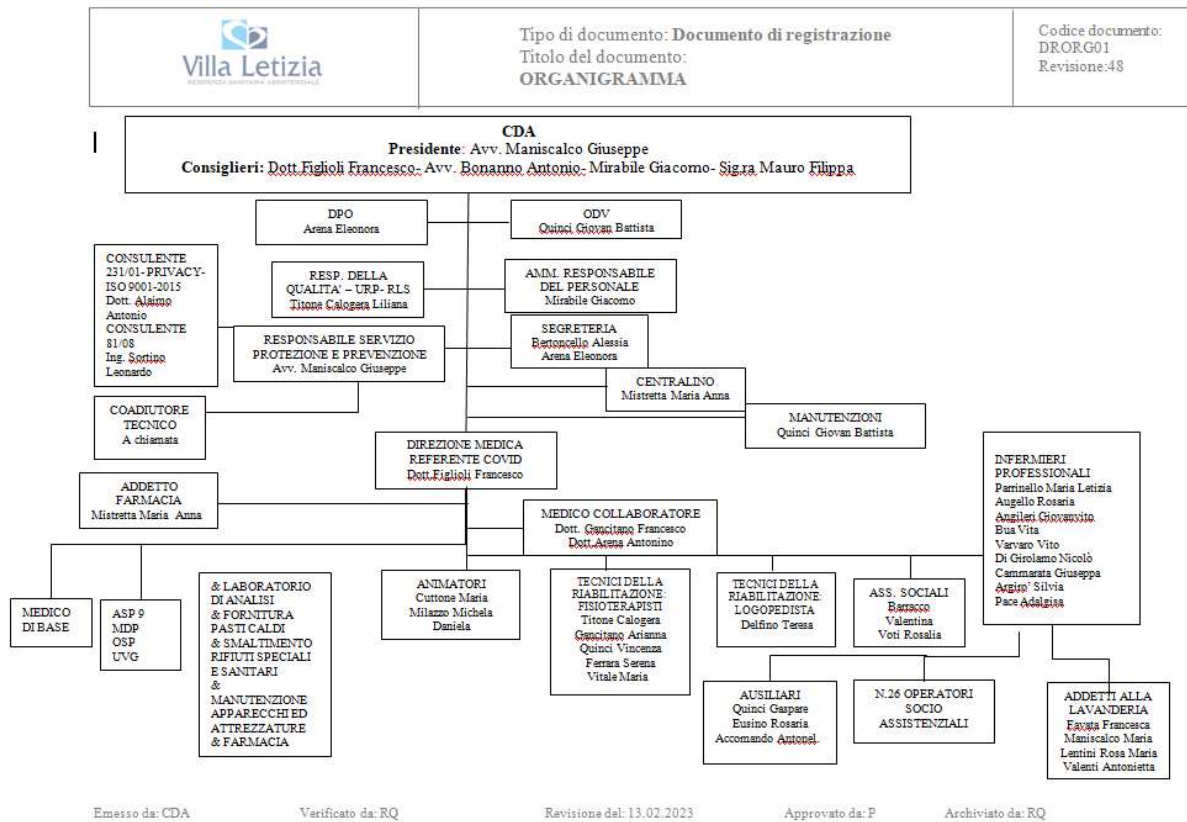 Villa Letizia
RESIDENZA SANITARIA ASSISTENZIALE
Tipo di documento: Documento di registrazione
Titolo del documento:
ORGANIGRAMMA
Codice documento:
DRORG01
Revisione:48
CDA
Presidente: Avv. Maniscalco Giuseppe
Consiglieri: Dott.Figlioli Francesco- Avv. Bonanno Antonio- Mirabile Giacomo- Sig.ra Mauro Filippa
DPO
Arena Eleonora
ODV
Quinci Giovan Battista
CONSULENTE
231/01- PRIVACY-
ISO 9001-2015
Dott. Alaimo
Antonio
CONSULENTE
81/08
Ing. Sortino
Leonardo
RESP. DELLA
QUALITA' – URP- RLS
Titone Calogera Liliana
AMM. RESPONSABILE
DEL PERSONALE
Mirabile Giacomo
RESPONSABILE SERVIZIO
PROTEZIONE E PREVENZIONE
Avv. Maniscalco Giuseppe
SEGRETERIA
Bertoncello Alessia
Arena Eleonora
CENTRALINO
Mistretta Maria Anna
COADIUTORE
TECNICO
A chiamata
MANUTENZIONI
Quinci Giovan Battista
DIREZIONE MEDICA
REFERENTE COVID
Dott.Figlioli Francesco
INFERMIERI
PROFESSIONALI
Parrinello Maria Letizia
Augello Rosaria
Angileri Giovanvito
Bua Vita
Varvaro Vito
Di Girolamo Nicolò
Cammarata Giuseppa
Argiro' Silvia
Pace Adalgisa
ADDETTO
FARMACIA
Mistretta Maria Anna
MEDICO COLLABORATORE
Dott. Gancitano Francesco
Dott.Arena Antonino
MEDICO
DI BASE
ASP 9
MDP
OSP
UVG
& LABORATORIO
DI ANALISI
& FORNITURA
PASTI CALDI
& SMALTIMENTO
RIFIUTI SPECIALI
E SANITARI
&
MANUTENZIONE
APPARECCHI ED
ATTREZZATURE
& FARMACIA
ANIMATORI
Cuttone Maria
Milazzo Michela
Daniela
TECNICI DELLA
RIABILITAZIONE:
FISIOTERAPISTI
Titone Calogera
Gancitano Arianna
Quinci Vincenza
Ferrara Serena
Vitale Maria
TECNICI DELLA
RIABILITAZIONE:
LOGOPEDISTA
Delfino Teresa
ASS. SOCIALI
Barracco
Valentina
Voti Rosalia
AUSILIARI
Quinci Gaspare
Eusino Rosaria
Accomando Antonel.
N.26 OPERATORI
SOCIO
ASSISTENZIALI
ADDETTI ALLA
LAVANDERIA
Favata Francesca
Maniscalco Maria
Lentini Rosa Maria
Valenti Antonietta
Emesso da: CDA
Verificato da: RQ
Revisione del: 13.02.2023
Approvato da: P
Archiviato da: RQ